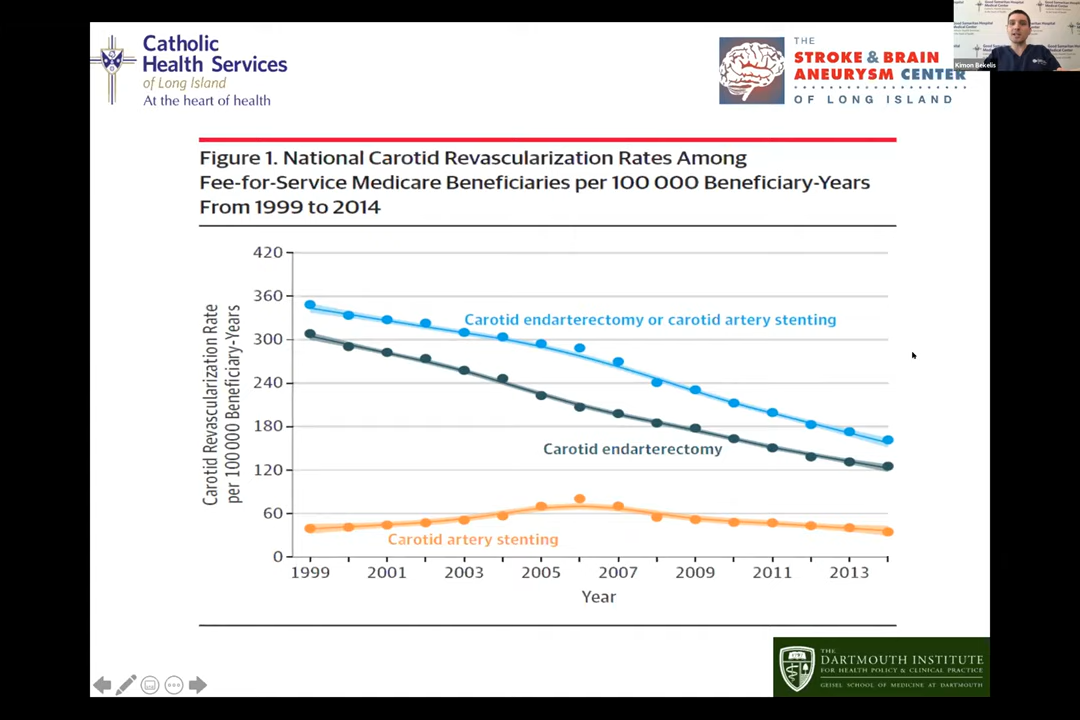 Catholic
Health Services
of Long Island
At the heart of health
THE
STROKE & BRAIN
ANEURYSM CENTER
OF LONG ISLAND
Kimon Bekelis
Figure 1. National Carotid Revascularization Rates Among
Fee-for-Service Medicare Beneficiaries per 100 000 Beneficiary-Years
From 1999 to 2014
Carotid Revascularization Rate
per 100 000 Beneficiary-Years
420
360
300
240
180
120
60
0
Carotid endarterectomy or carotid artery stenting
Carotid endarterectomy
Carotid artery stenting
1999 2001 2003 2005 2007 2009 2011 2013
Year
THE
DARTMOUTH INSTITUTE
FOR HEALTH POLICY & CLINICAL PRACTICE
GEISEL SCHOOL OF MEDICINE AT DARTMOUTH